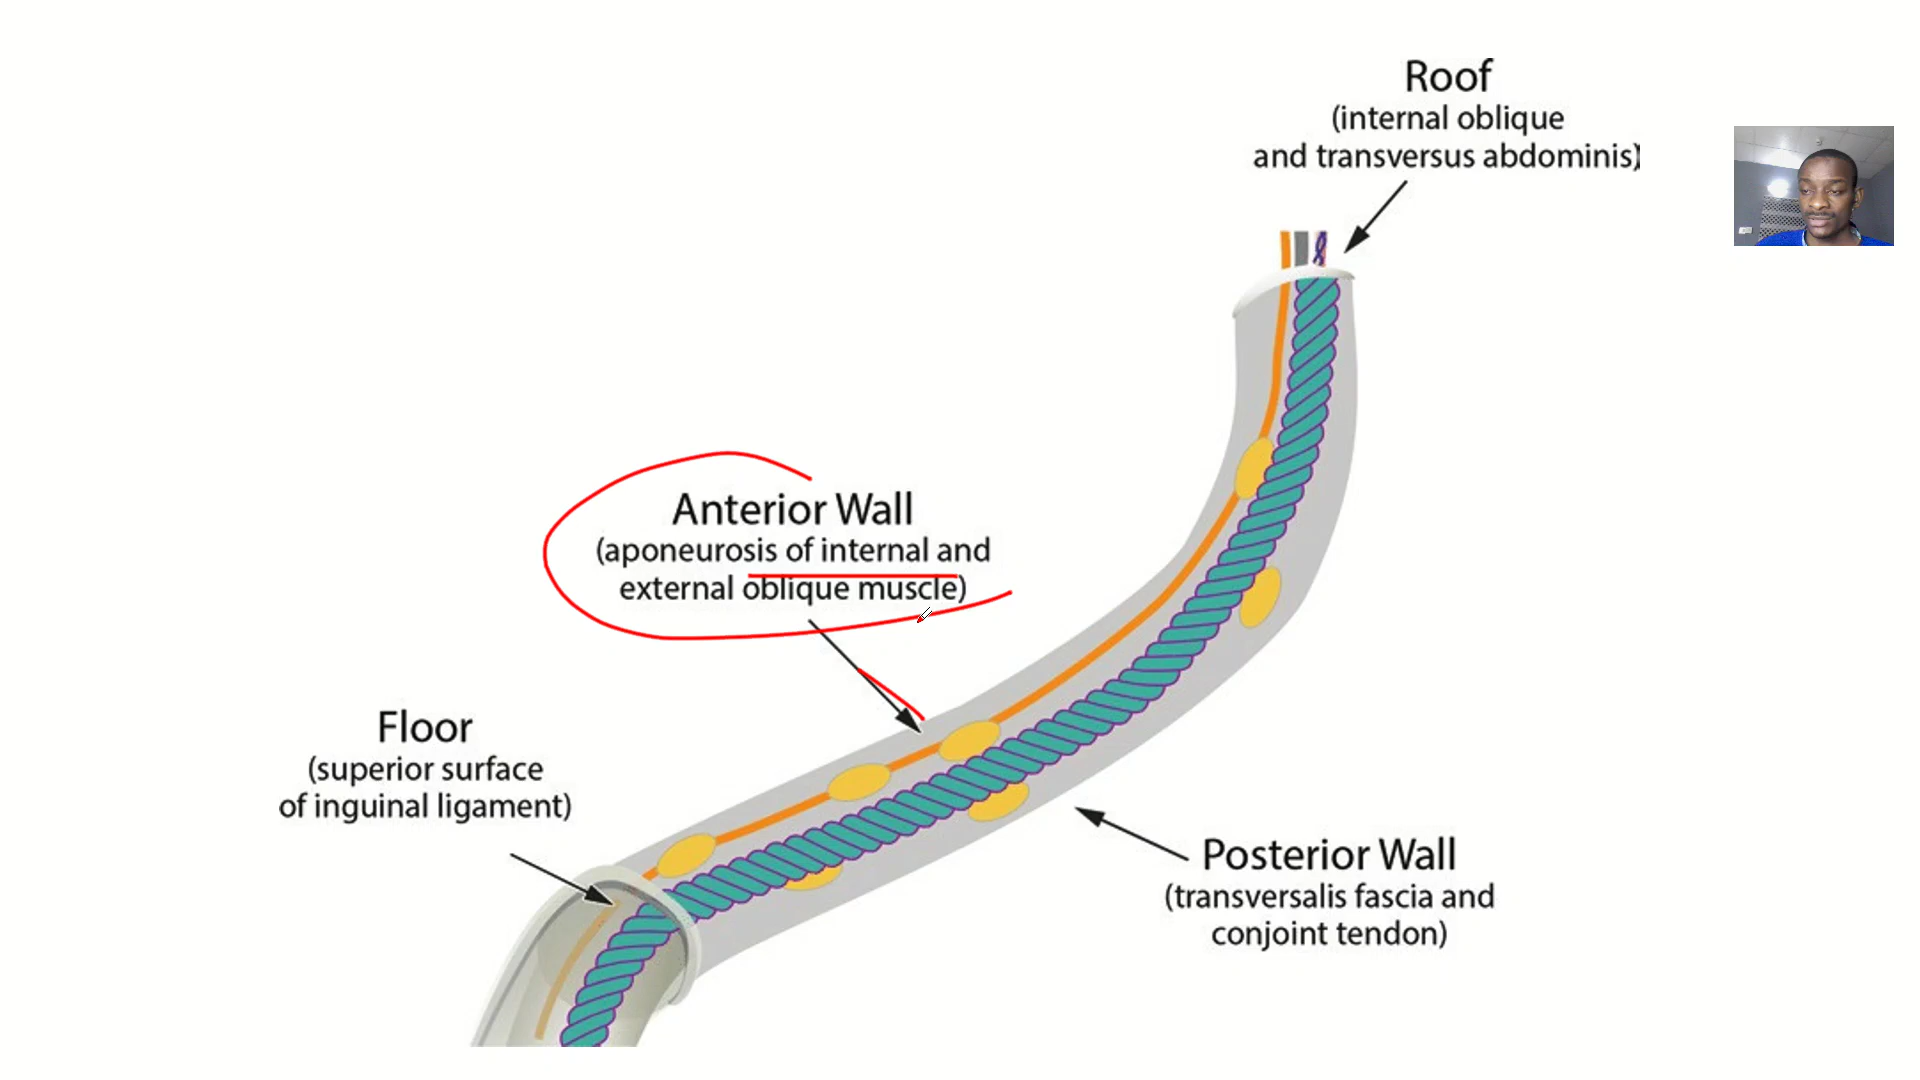 Roof
(internal oblique
and transversus abdominis)
Anterior Wall
(aponeurosis of internal and
external oblique muscle)
Floor
(superior surface
of inguinal ligament)
Posterior Wall
(transversalis fascia and
conjoint tendon)